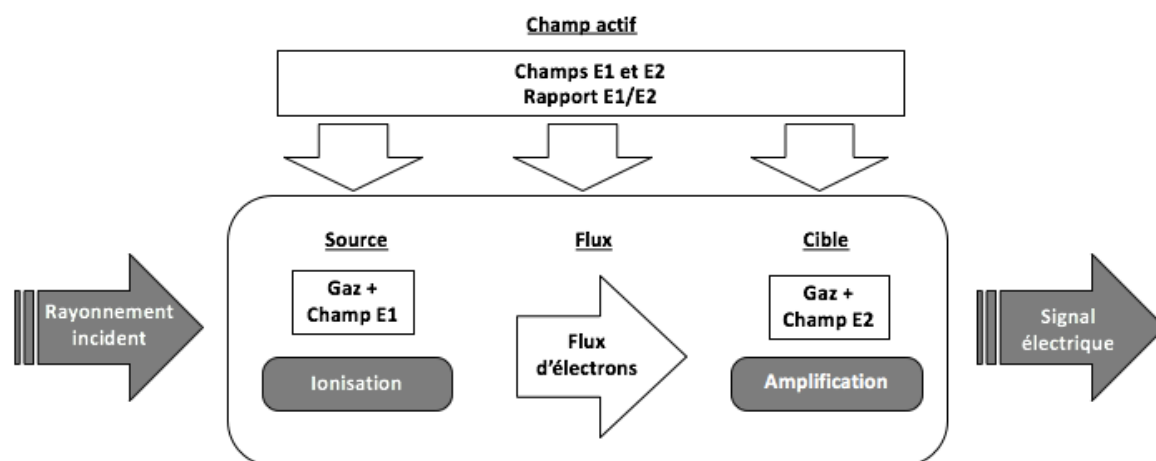 Champ actif
Champs E1 et E2
Rapport E1/E2
Source
Flux
Cible
Rayonnement
incident
Gaz +
Champ E1
Ionisation
Flux
d’électrons
Gaz +
Champ E2
Amplification
Signal
électrique